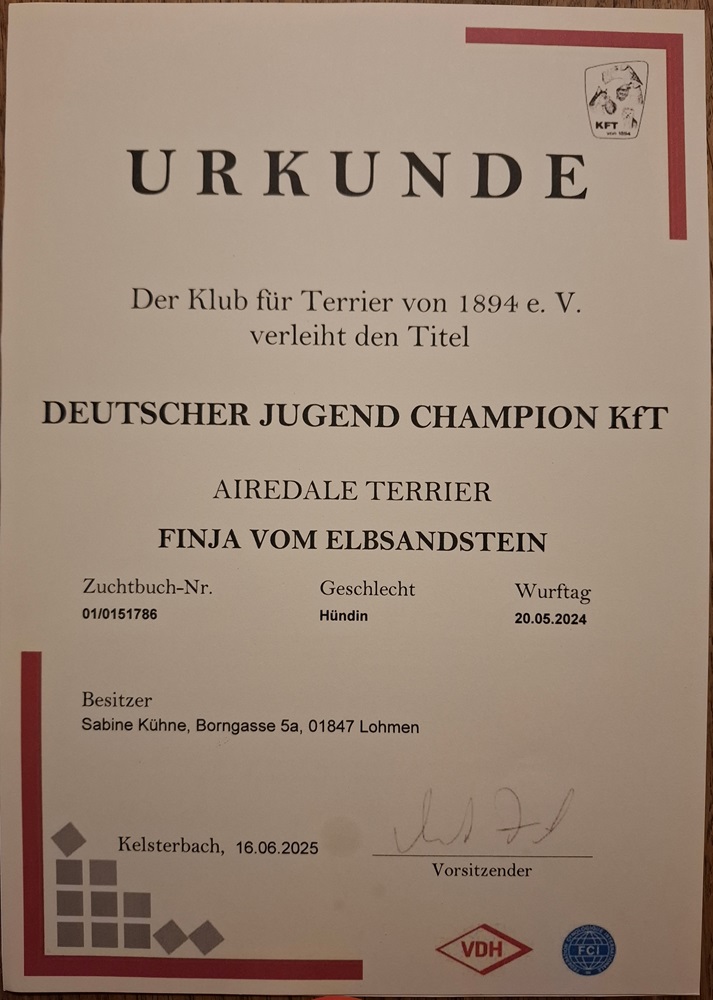 KFT
von 1894
URKUNDE
Der Klub für Terrier von 1894 e. V.
verleiht den Titel
DEUTSCHER JUGEND CHAMPION KfT
AIREDALE TERRIER
FINJA VOM ELBSANDSTEIN
Zuchtbuch-Nr. Geschlecht Wurftag
01/0151786 Hündin 20.05.2024
Besitzer
Sabine Kühne, Borngasse 5a, 01847 Lohmen
Kelsterbach, 16.06.2025
Vorsitzender
VDH
FCI